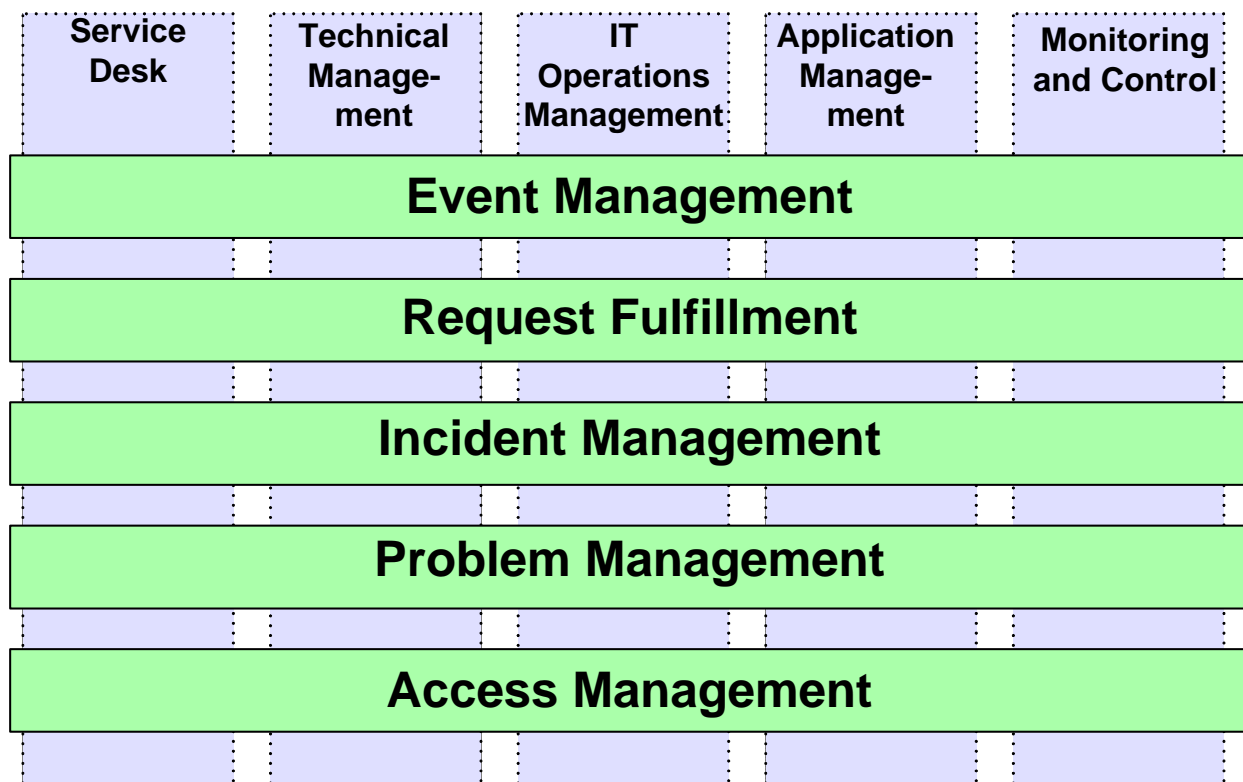 Service
Desk
Technical
Manage-
ment
IT
Operations
Management
Application
Manage-
ment
Monitoring
and Control
Event Management
Request Fulfillment
Incident Management
Problem Management
Access Management